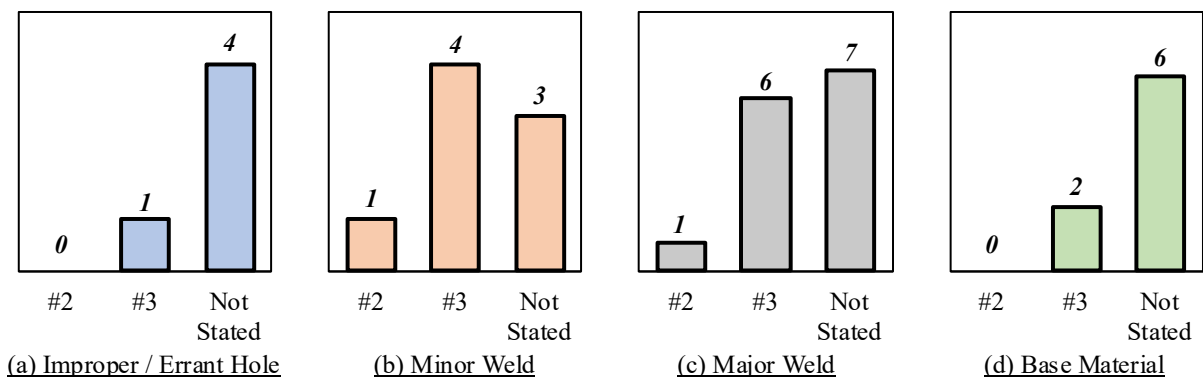 4
1
0
#2
#3
Not
Stated
(a) Improper / Errant Hole
4
3
1
#2
#3
Not
Stated
(b) Minor Weld
7
6
1
#2
#3
Not
Stated
(c) Major Weld
6
2
0
#2
#3
Not
Stated
(d) Base Material